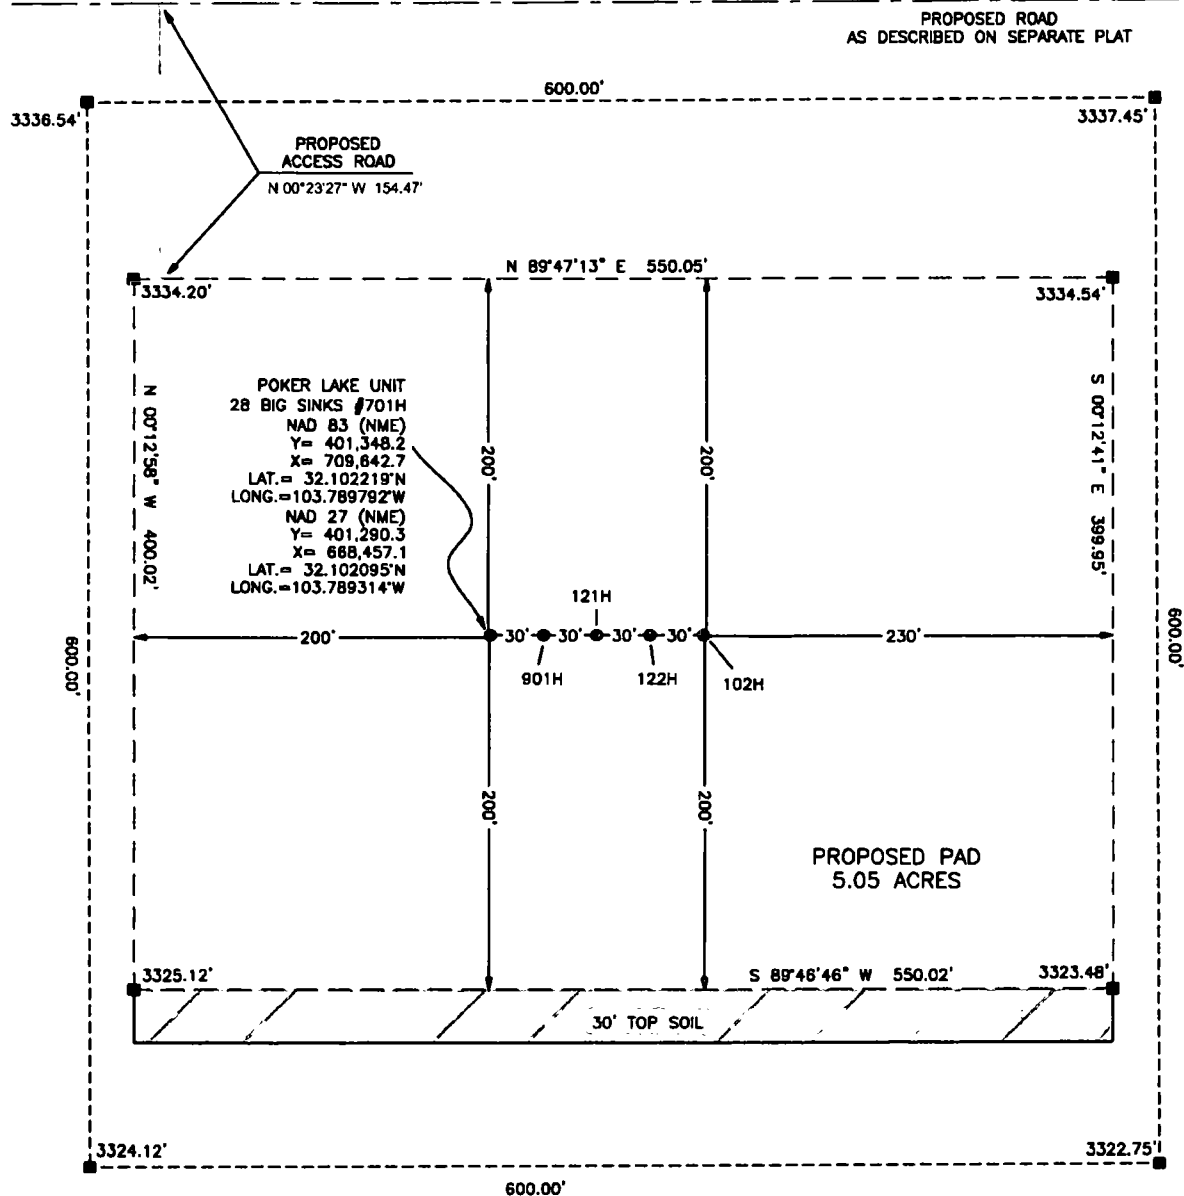 PROPOSED ROAD
AS DESCRIBED ON SEPARATE PLAT
600.00'
3336.54'
3337.45'
PROPOSED
ACCESS ROAD
N 00°23'27" W 154.47'
N 89°47'13" E 550.05'
3334.20'
3334.54'
N 00°12'58" W 400.02'
S 00°12'41" E 399.95'
POKER LAKE UNIT
28 BIG SINKS #701H
NAD 83 (NME)
Y= 401,348.2
X= 709,642.7
LAT.= 32.102219°N
LONG.=103.789792°W
NAD 27 (NME)
Y= 401,290.3
X= 668,457.1
LAT.= 32.102095°N
LONG.=103.789314°W
200'
200'
121H
200'
30'
30'
30'
30'
230'
901H
122H
102H
600.00'
600.00'
200'
200'
PROPOSED PAD
5.05 ACRES
3325.12'
S 89°46'46" W 550.02'
3323.48'
30' TOP SOIL
3324.12'
3322.75'
600.00'